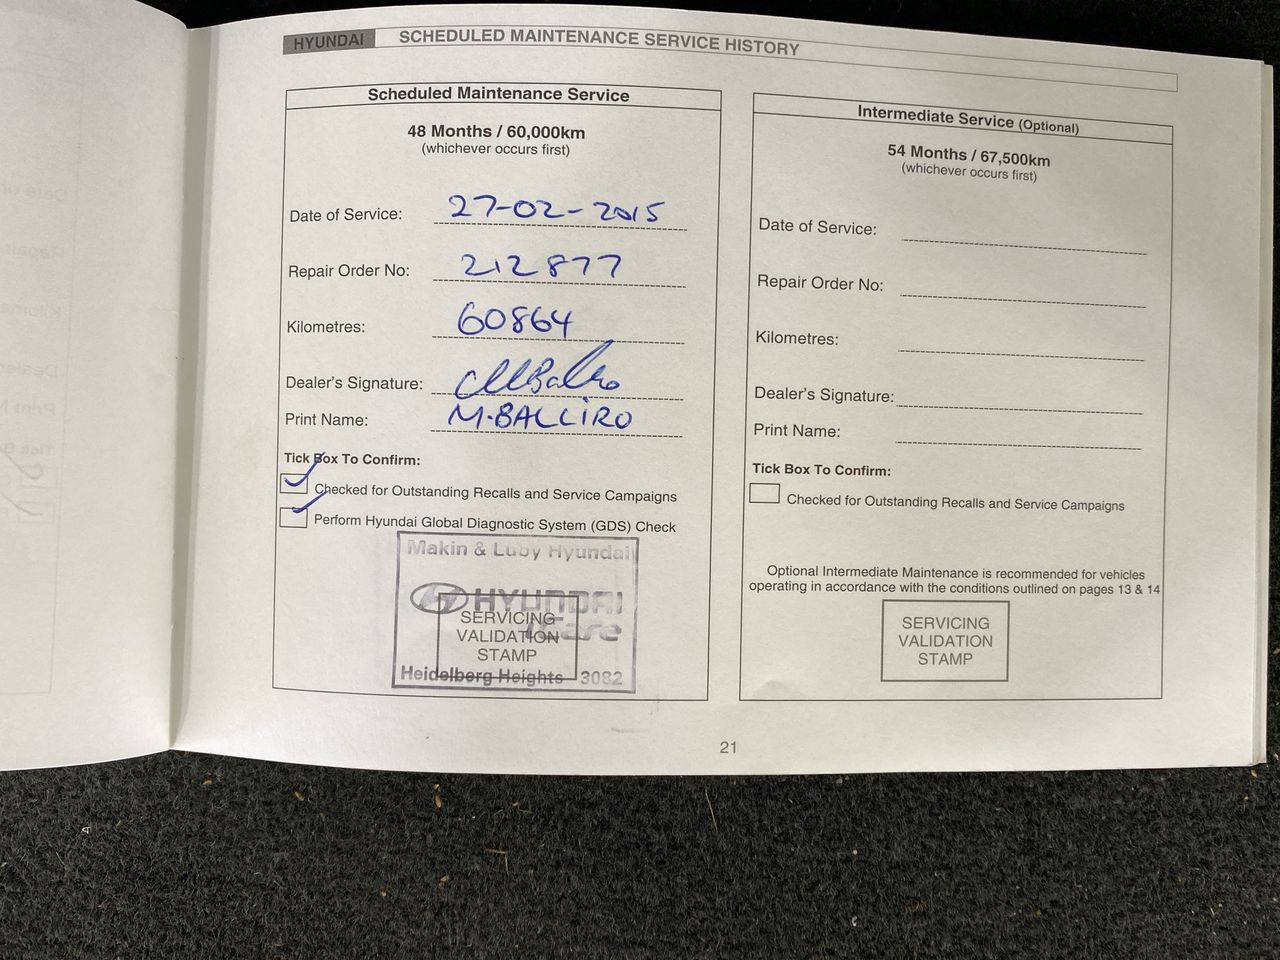 HYUNDAI SCHEDULED MAINTENANCE SERVICE HISTORY
Scheduled Maintenance Service
48 Months / 60,000km
(whichever occurs first)
Date of Service: 27-02-2015
Repair Order No: 212877
Kilometres: 60864
Dealer's Signature:
Print Name: M.BALLIRO
Tick Box To Confirm:
Checked for Outstanding Recalls and Service Campaigns
Perform Hyundai Global Diagnostic System (GDS) Check
Makin & Luby Hyundai
HYUNDAI
iCare
SERVICING
VALIDATION
STAMP
Heidelberg Heights 3082
Intermediate Service (Optional)
54 Months / 67,500km
(whichever occurs first)
Date of Service:
Repair Order No:
Kilometres:
Dealer's Signature:
Print Name:
Tick Box To Confirm:
Checked for Outstanding Recalls and Service Campaigns
Optional Intermediate Maintenance is recommended for vehicles
operating in accordance with the conditions outlined on pages 13 & 14
SERVICING
VALIDATION
STAMP
21